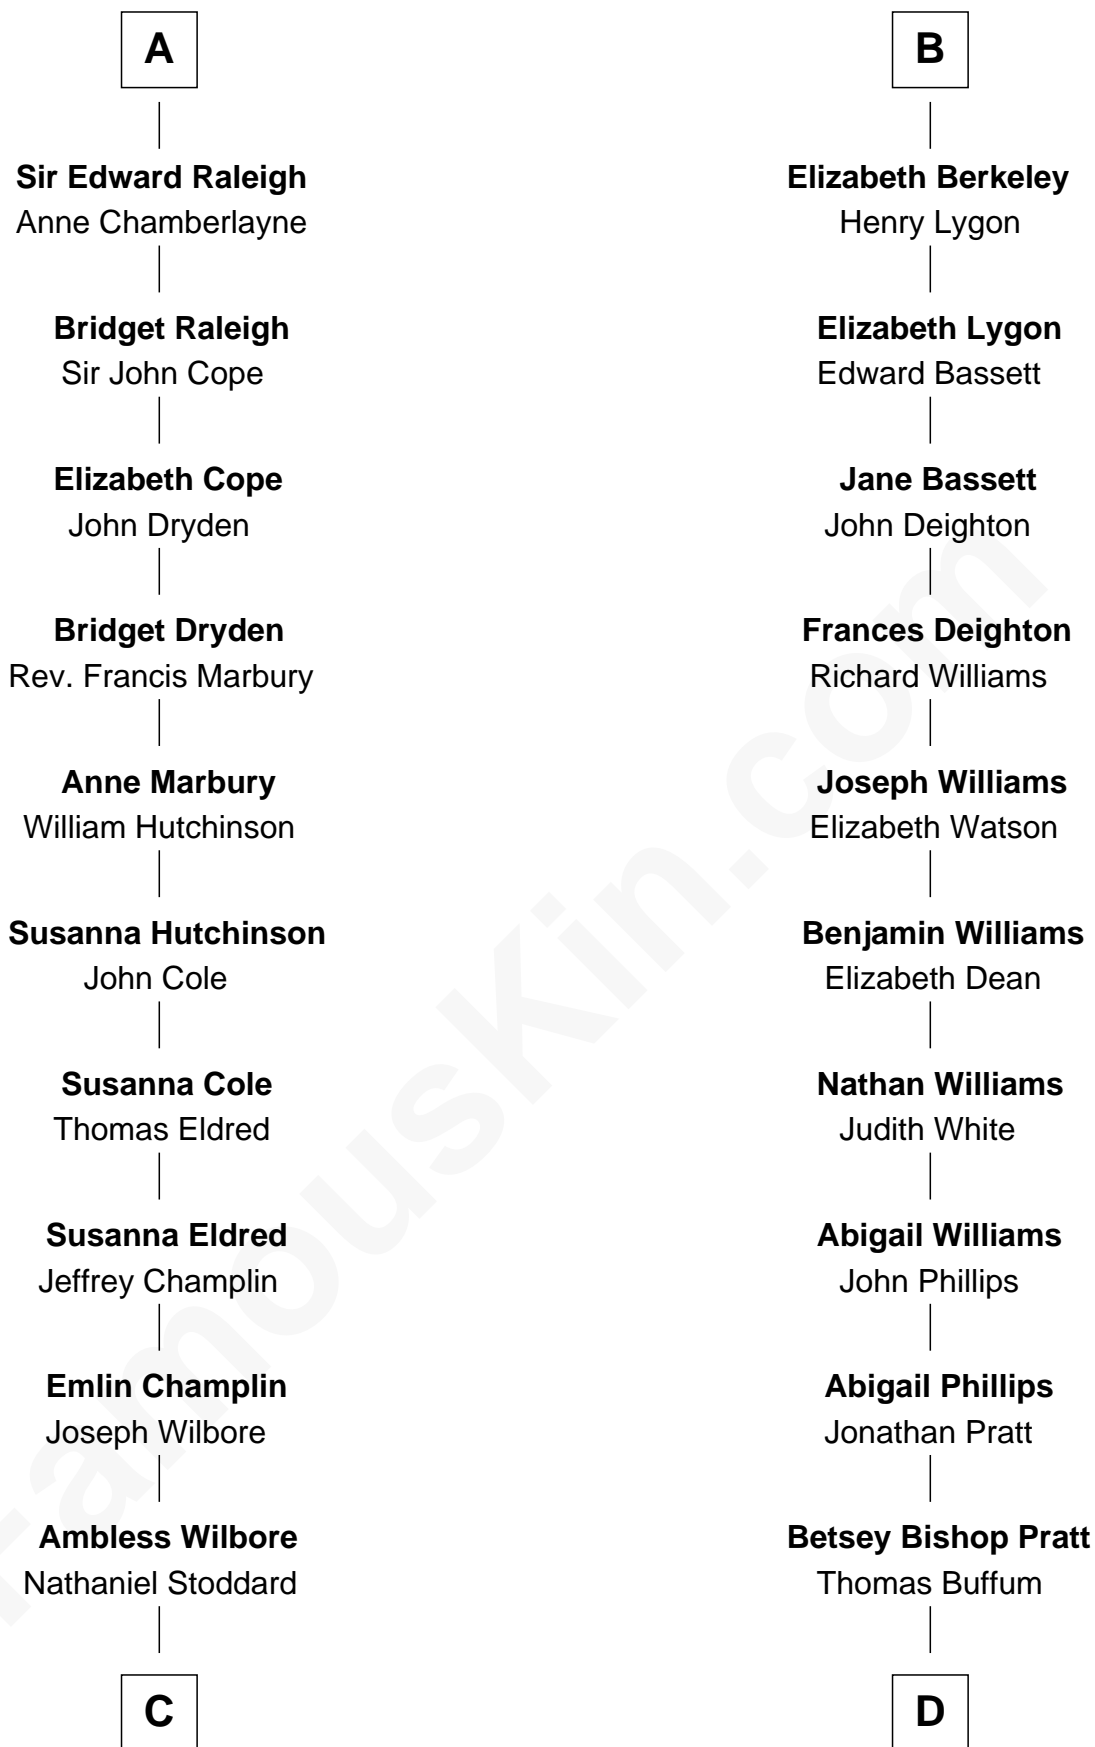 A
Sir Edward Raleigh
Anne Chamberlayne
Bridget Raleigh
Sir John Cope
Elizabeth Cope
John Dryden
Bridget Dryden
Rev. Francis Marbury
Anne Marbury
William Hutchinson
Susanna Hutchinson
John Cole
Susanna Cole
Thomas Eldred
Susanna Eldred
Jeffrey Champlin
Emlin Champlin
Joseph Wilbore
Ambless Wilbore
Nathaniel Stoddard
C
B
Elizabeth Berkeley
Henry Lygon
Elizabeth Lygon
Edward Bassett
Jane Bassett
John Deighton
Frances Deighton
Richard Williams
Joseph Williams
Elizabeth Watson
Benjamin Williams
Elizabeth Dean
Nathan Williams
Judith White
Abigail Williams
John Phillips
Abigail Phillips
Jonathan Pratt
Betsey Bishop Pratt
Thomas Buffum
D
FamousKin.com